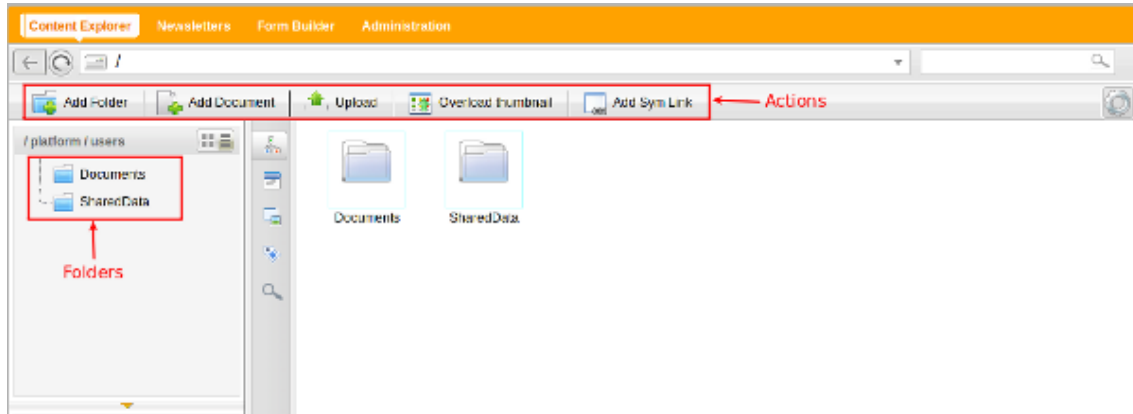 Content Explorer Newsletters Form Builder Administration
/
Add Folder Add Document Upload Overload thumbnail Add Sym Link Actions
/ platform / users
Documents
SharedData
Documents SharedData
Folders